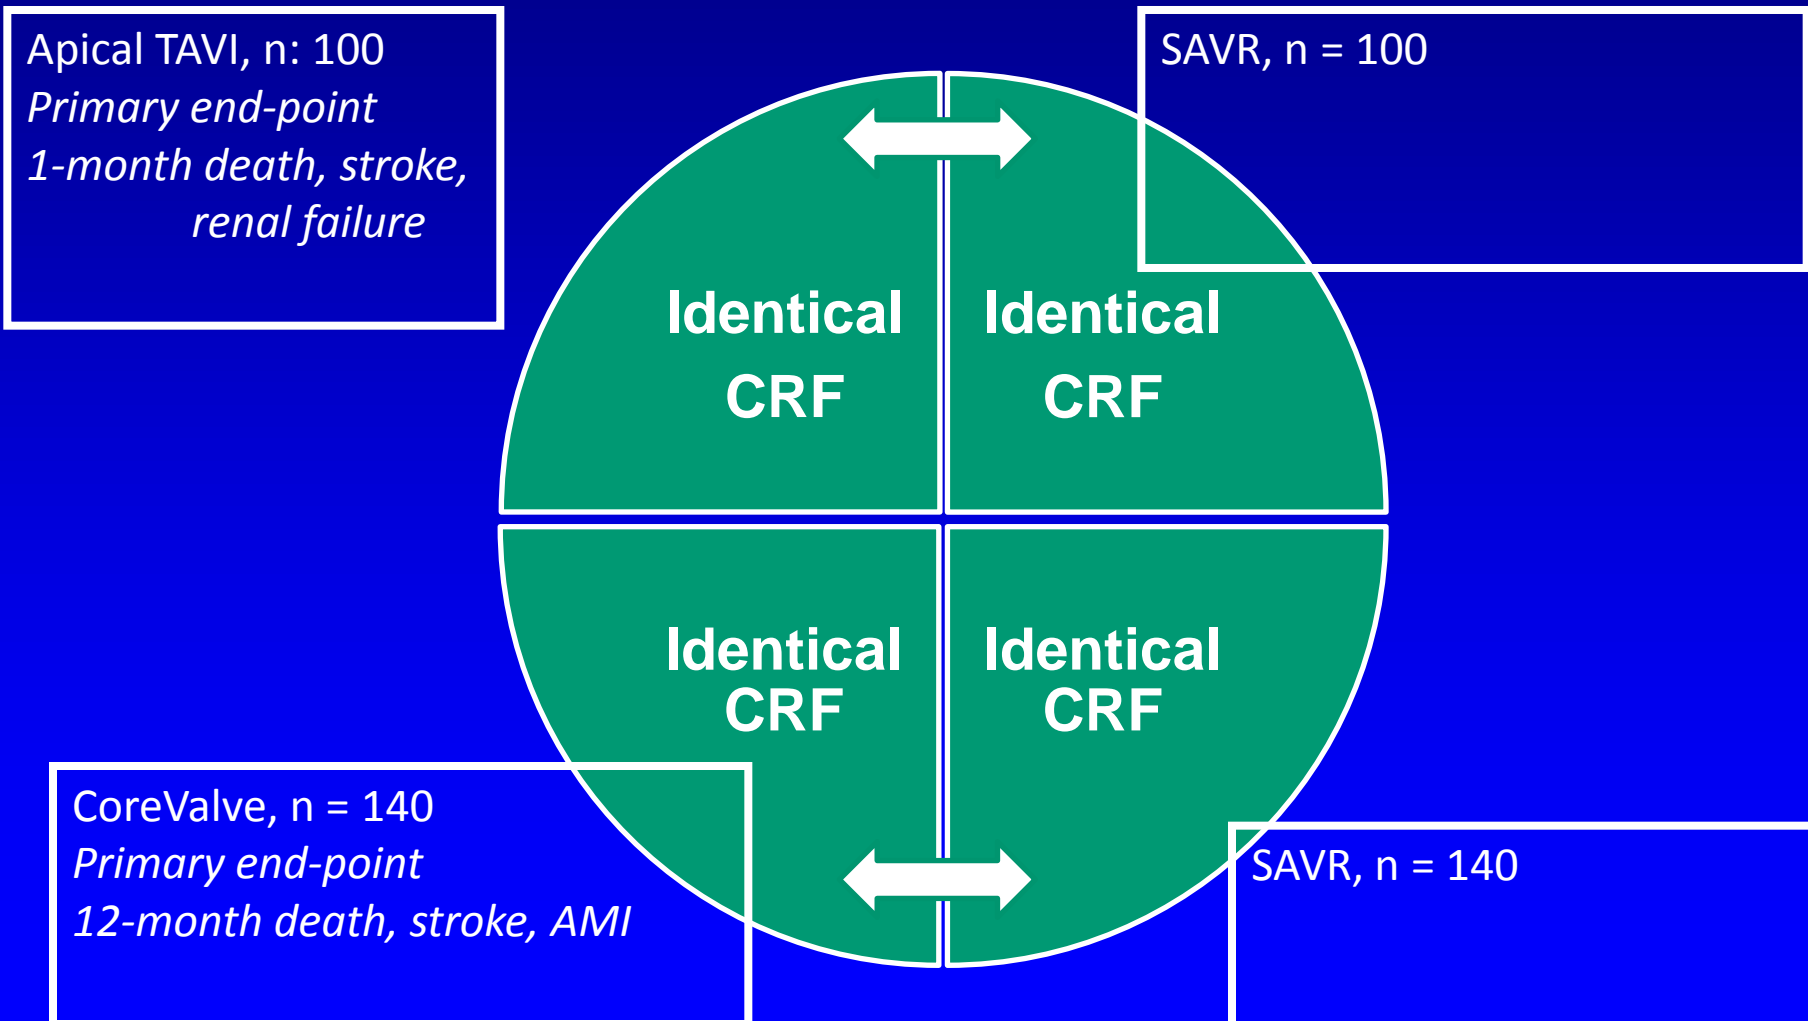 Apical TAVI, n: 100
Primary end-point
1-month death, stroke,
renal failure
SAVR, n = 100
Identical
CRF
Identical
CRF
Identical
CRF
Identical
CRF
CoreValve, n = 140
Primary end-point
12-month death, stroke, AMI
SAVR, n = 140